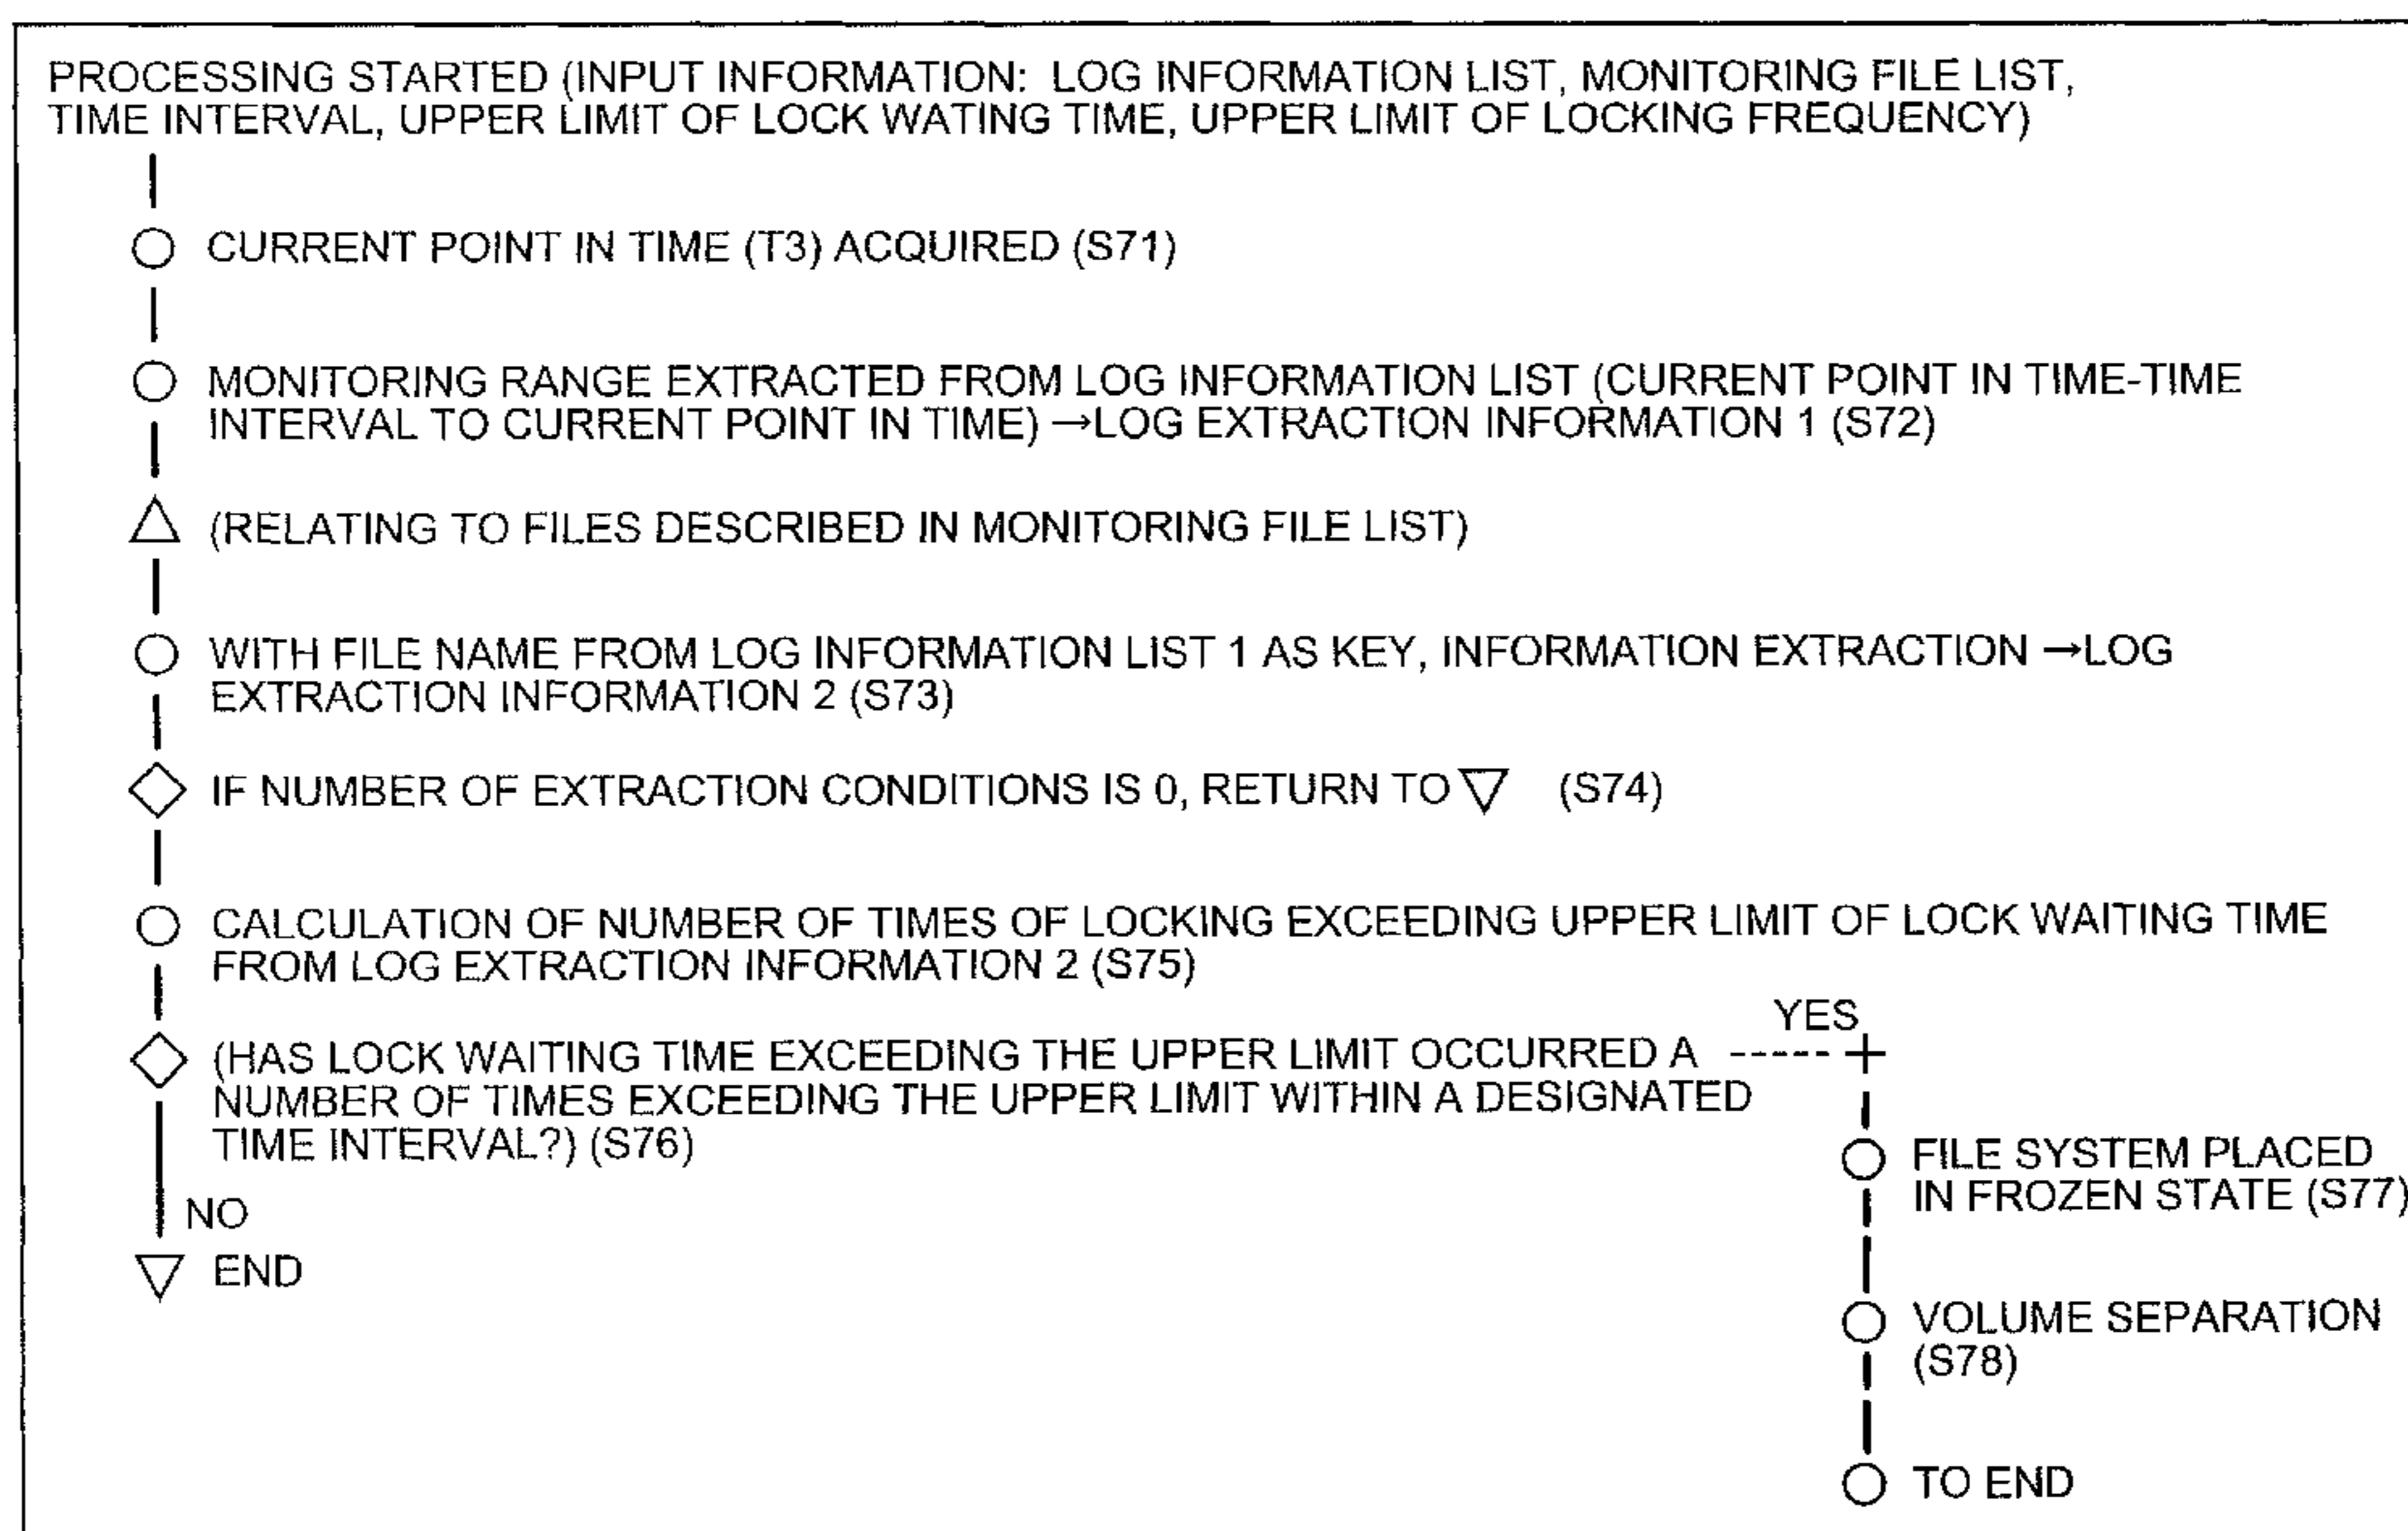 PROCESSING STARTED (INPUT INFORMATION: LOG INFORMATION LIST, MONITORING FILE LIST,
TIME INTERVAL, UPPER LIMIT OF LOCK WATING TIME, UPPER LIMIT OF LOCKING FREQUENCY)
CURRENT POINT IN TIME (T3) ACQUIRED (S71)
MONITORING RANGE EXTRACTED FROM LOG INFORMATION LIST (CURRENT POINT IN TIME-TIME
INTERVAL TO CURRENT POINT IN TIME) →LOG EXTRACTION INFORMATION 1 (S72)
(RELATING TO FILES DESCRIBED IN MONITORING FILE LIST)
WITH FILE NAME FROM LOG INFORMATION LIST 1 AS KEY, INFORMATION EXTRACTION →LOG
EXTRACTION INFORMATION 2 (S73)
IF NUMBER OF EXTRACTION CONDITIONS IS 0, RETURN TO ▽ (S74)
CALCULATION OF NUMBER OF TIMES OF LOCKING EXCEEDING UPPER LIMIT OF LOCK WAITING TIME
FROM LOG EXTRACTION INFORMATION 2 (S75)
(HAS LOCK WAITING TIME EXCEEDING THE UPPER LIMIT OCCURRED A
NUMBER OF TIMES EXCEEDING THE UPPER LIMIT WITHIN A DESIGNATED
TIME INTERVAL?) (S76)
YES
NO
END
FILE SYSTEM PLACED
IN FROZEN STATE (S77)
VOLUME SEPARATION
(S78)
TO END